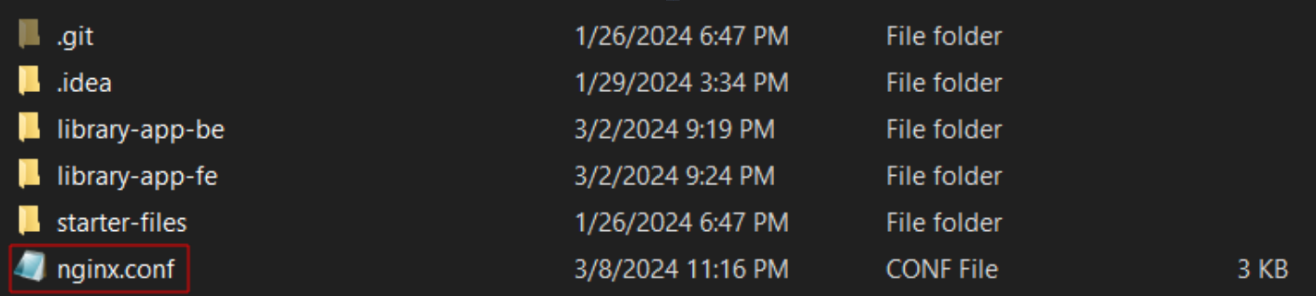 .git 1/26/2024 6:47 PM File folder
.idea 1/29/2024 3:34 PM File folder
library-app-be 3/2/2024 9:19 PM File folder
library-app-fe 3/2/2024 9:24 PM File folder
starter-files 1/26/2024 6:47 PM File folder
nginx.conf 3/8/2024 11:16 PM CONF File 3 KB